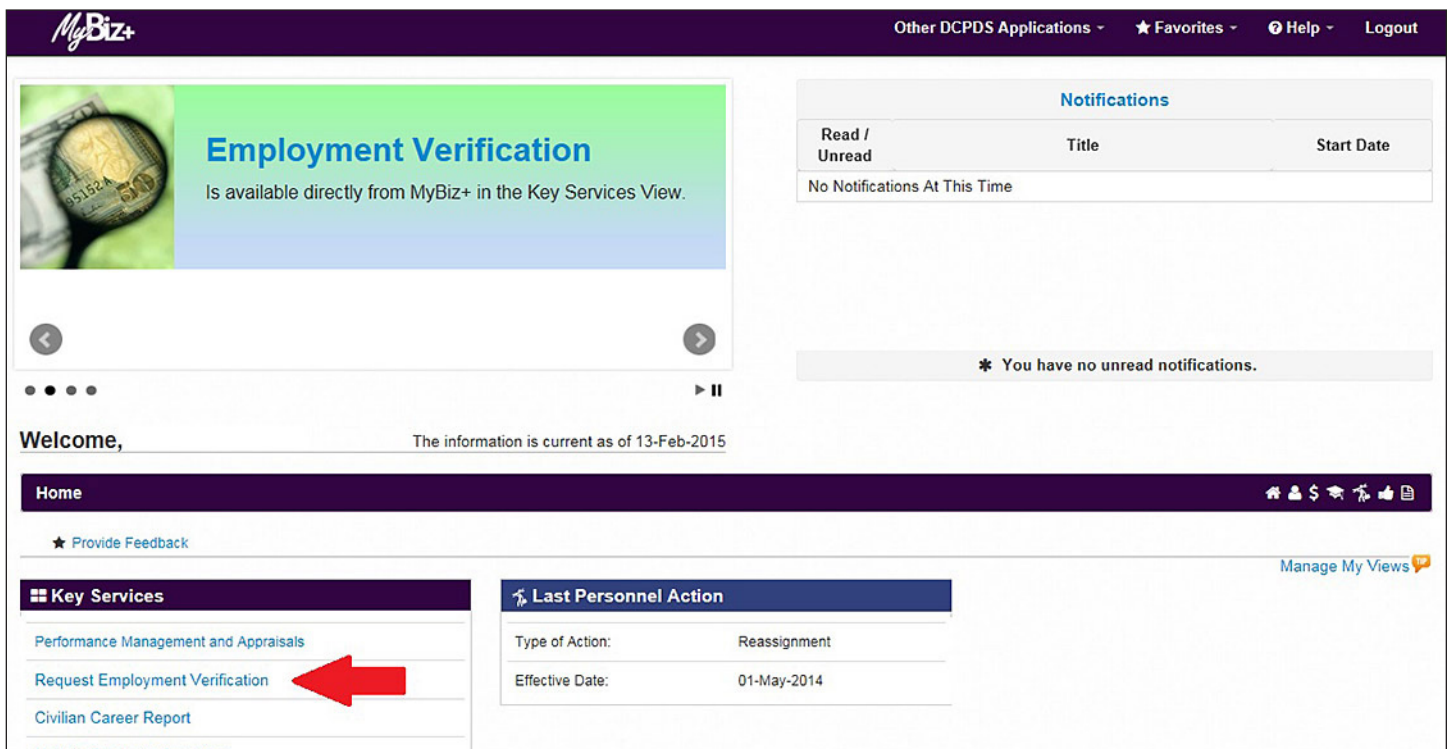 MyBiz+
Other DCPDS Applications
Favorites
Help
Logout
Employment Verification
Is available directly from MyBiz+ in the Key Services View.
95152A
Notifications
Read / Unread
Title
Start Date
No Notifications At This Time
✱ You have no unread notifications.
Welcome,
The information is current as of 13-Feb-2015
Home
Provide Feedback
Manage My Views
TIP
Key Services
Performance Management and Appraisals
Request Employment Verification
Civilian Career Report
Last Personnel Action
Type of Action: Reassignment
Effective Date: 01-May-2014